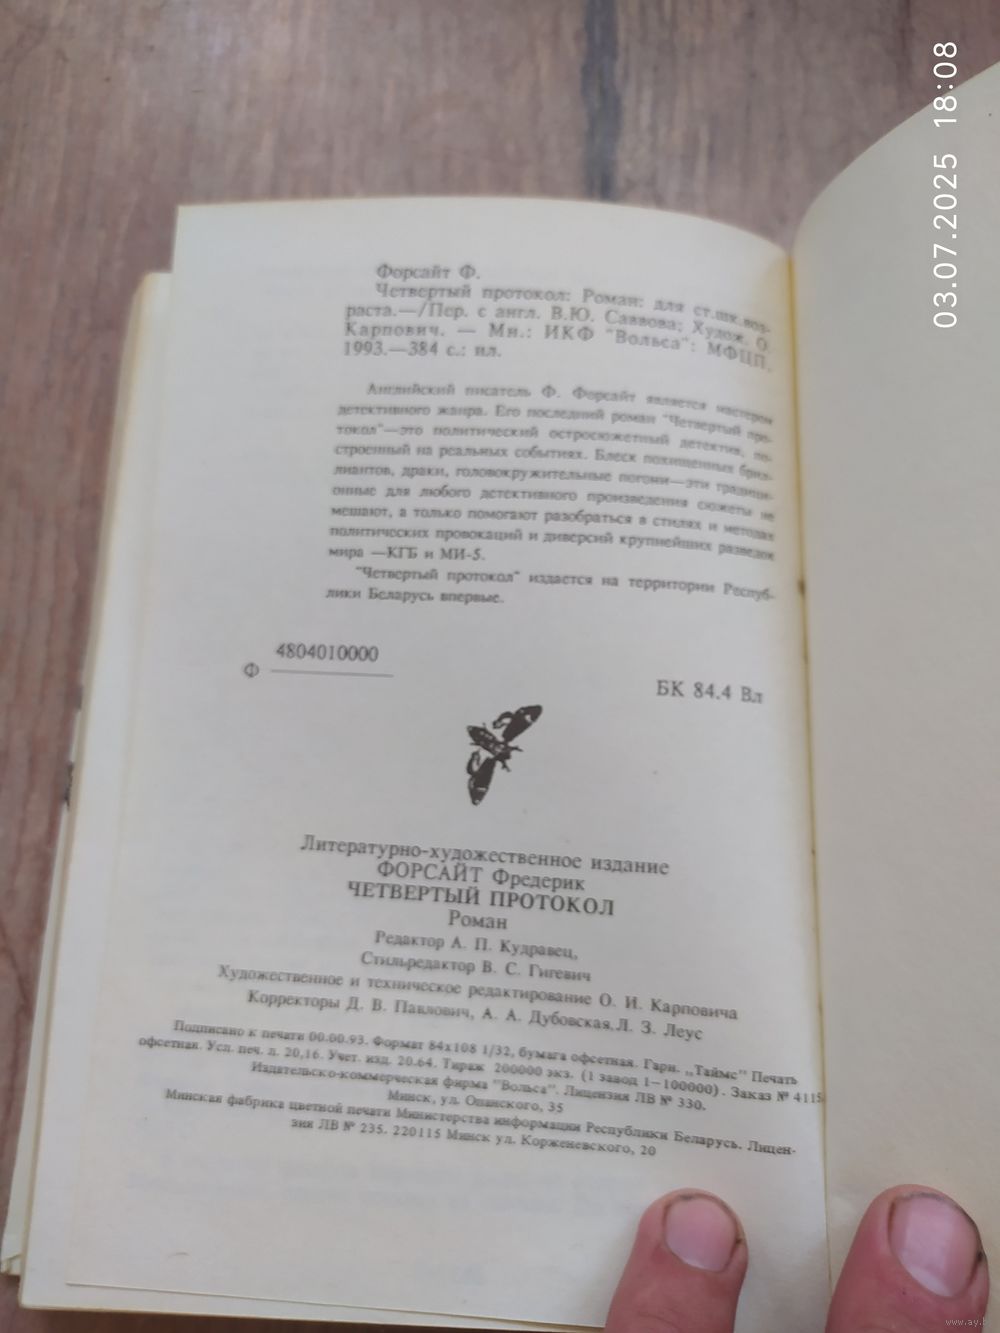 Форсайт Ф.
Четвертый протокол: Роман: для ст.шк.воз-
раста.—/Пер. с англ. В.Ю. Саввова; Худож. О.
Карпович. — Мн.: ИКФ "Вольса": МФЦП,
1993.—384 с.: ил.
Английский писатель Ф. Форсайт является мастером
детективного жанра. Его последний роман "Четвертый про-
токол"—это политический остросюжетный детектив, по-
строенный на реальных событиях. Блеск похищенных брил-
лиантов, драки, головокружительные погони—эти традици-
онные для любого детективного произведения сюжеты не
мешают, а только помогают разобраться в стилях и методах
политических провокаций и диверсий крупнейших разведок
мира —КГБ и МИ-5.
"Четвертый протокол" издается на территории Респуб-
лики Беларусь впервые.
Ф 4804010000
БК 84.4 Вл
Литературно-художественное издание
ФОРСАЙТ Фредерик
ЧЕТВЕРТЫЙ ПРОТОКОЛ
Роман
Редактор А. П. Кудравец,
Стильредактор В. С. Гигевич
Художественное и техническое редактирование О. И. Карповича
Корректоры Д. В. Павлович, А. А. Дубовская, Л. З. Леус
Подписано к печати 00.00.93. Формат 84х108 1/32, бумага офсетная. Гарн. „Таймс" Печать
офсетная. Усл. печ. л. 20,16. Учет. изд. 20.64. Тираж 200000 экз. (1 завод 1—100000). Заказ № 4115
Издательско-коммерческая фирма "Вольса". Лицензия ЛВ № 330.
Минск, ул. Опанского, 35
Минская фабрика цветной печати Министерства информации Республики Беларусь. Лицен-
зия ЛВ № 235. 220115 Минск ул. Корженевского, 20
03.07.2025 18:08